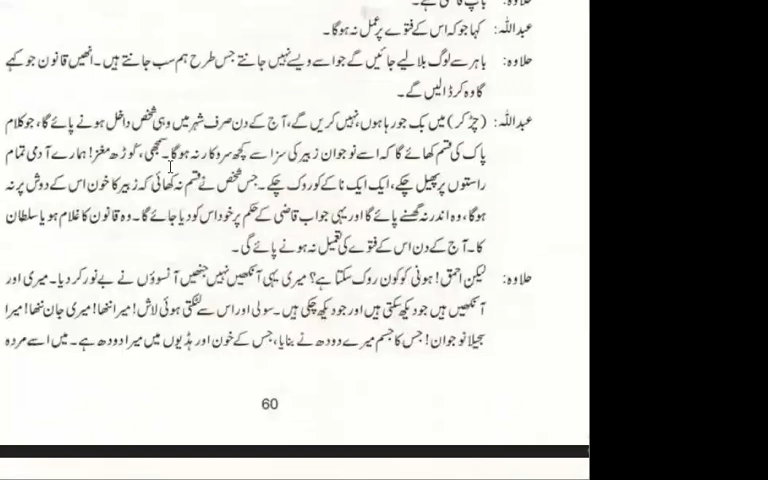 باپ قاضی ہے۔
عبداللہ: کہا جو کہ اس کے فتوے پر عمل نہ ہوگا۔
حلاوہ: باہر سے لوگ بلا لیے جائیں گے جو اسے ویسے نہیں جانتے جس طرح ہم سب جانتے ہیں۔ انھیں قانون جو کہے
گا وہ کر ڈالیں گے۔
عبداللہ: (چڑ کر) میں بک جو رہا ہوں، نہیں کریں گے، آج کے دن صرف شہر میں وہی شخص داخل ہونے پائے گا، جو کلام
پاک کی قسم کھائے گا کہ اسے نوجوان زبیر کی سزا سے کچھ سروکار نہ ہوگا۔ سمجھی، گوڑھ مغز! ہمارے آدمی تمام
راستوں پر پھیل چکے، ایک ایک ناکے کو روک چکے۔ جس شخص نے قسم نہ کھائی کہ زبیر کا خون اس کے دوش پر نہ
ہوگا، وہ اندر نہ گھسنے پائے گا اور یہی جواب قاضی کے حکم پر خود اس کو دیا جائے گا۔ وہ قانون کا غلام ہو یا سلطان
کا۔ آج کے دن اس کے فتوے کی تعمیل نہ ہونے پائے گی۔
حلاوہ: لیکن احمق! ہونی کو کون روک سکتا ہے؟ میری یہی آنکھیں نہیں جنھیں آنسوؤں نے بے نور کر دیا۔ میری اور
آنکھیں ہیں جو دیکھ سکتی ہیں اور جو دیکھ چکی ہیں۔ سولی اور اس سے لٹکتی ہوئی لاش! میرا ننھا! میری جان ننھا! میرا
سجیلا نوجوان! جس کا جسم میرے دودھ نے بنایا، جس کے خون اور ہڈیوں میں میرا دودھ ہے۔ میں اسے مردہ
60